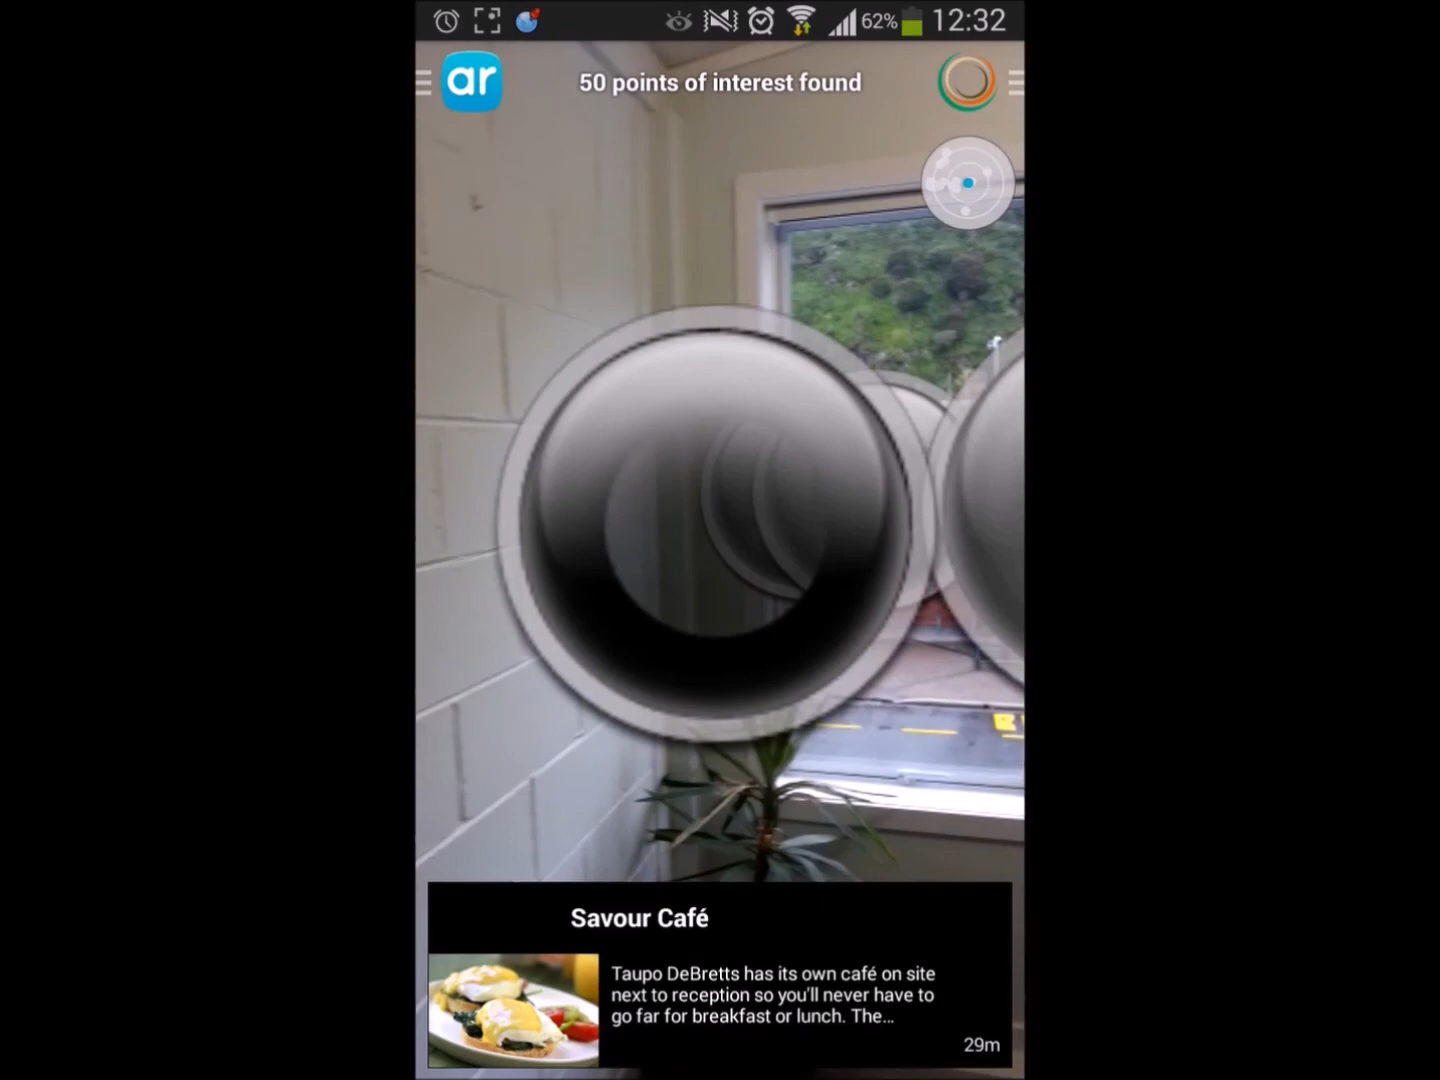 62% 12:32
ar 50 points of interest found
Savour Café
Taupo DeBretts has its own café on site
next to reception so you'll never have to
go far for breakfast or lunch. The...
29m